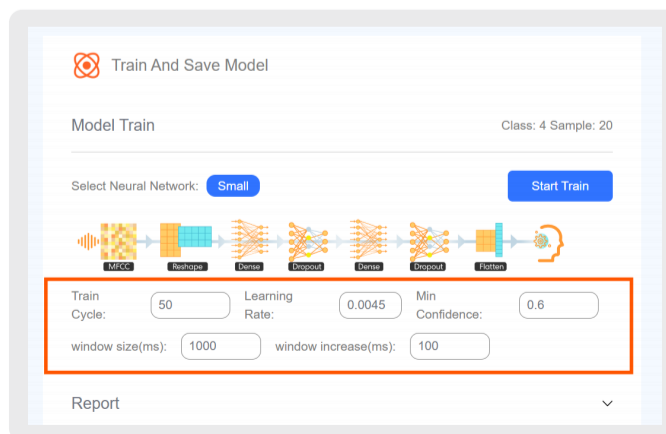 Train And Save Model
Model Train
Class: 4 Sample: 20
Select Neural Network: Small
Start Train
MFCC Reshape Dense Dropout Dense Dropout Flatten
Train Cycle: 50 Learning Rate: 0.0045 Min Confidence: 0.6
window size(ms): 1000 window increase(ms): 100
Report